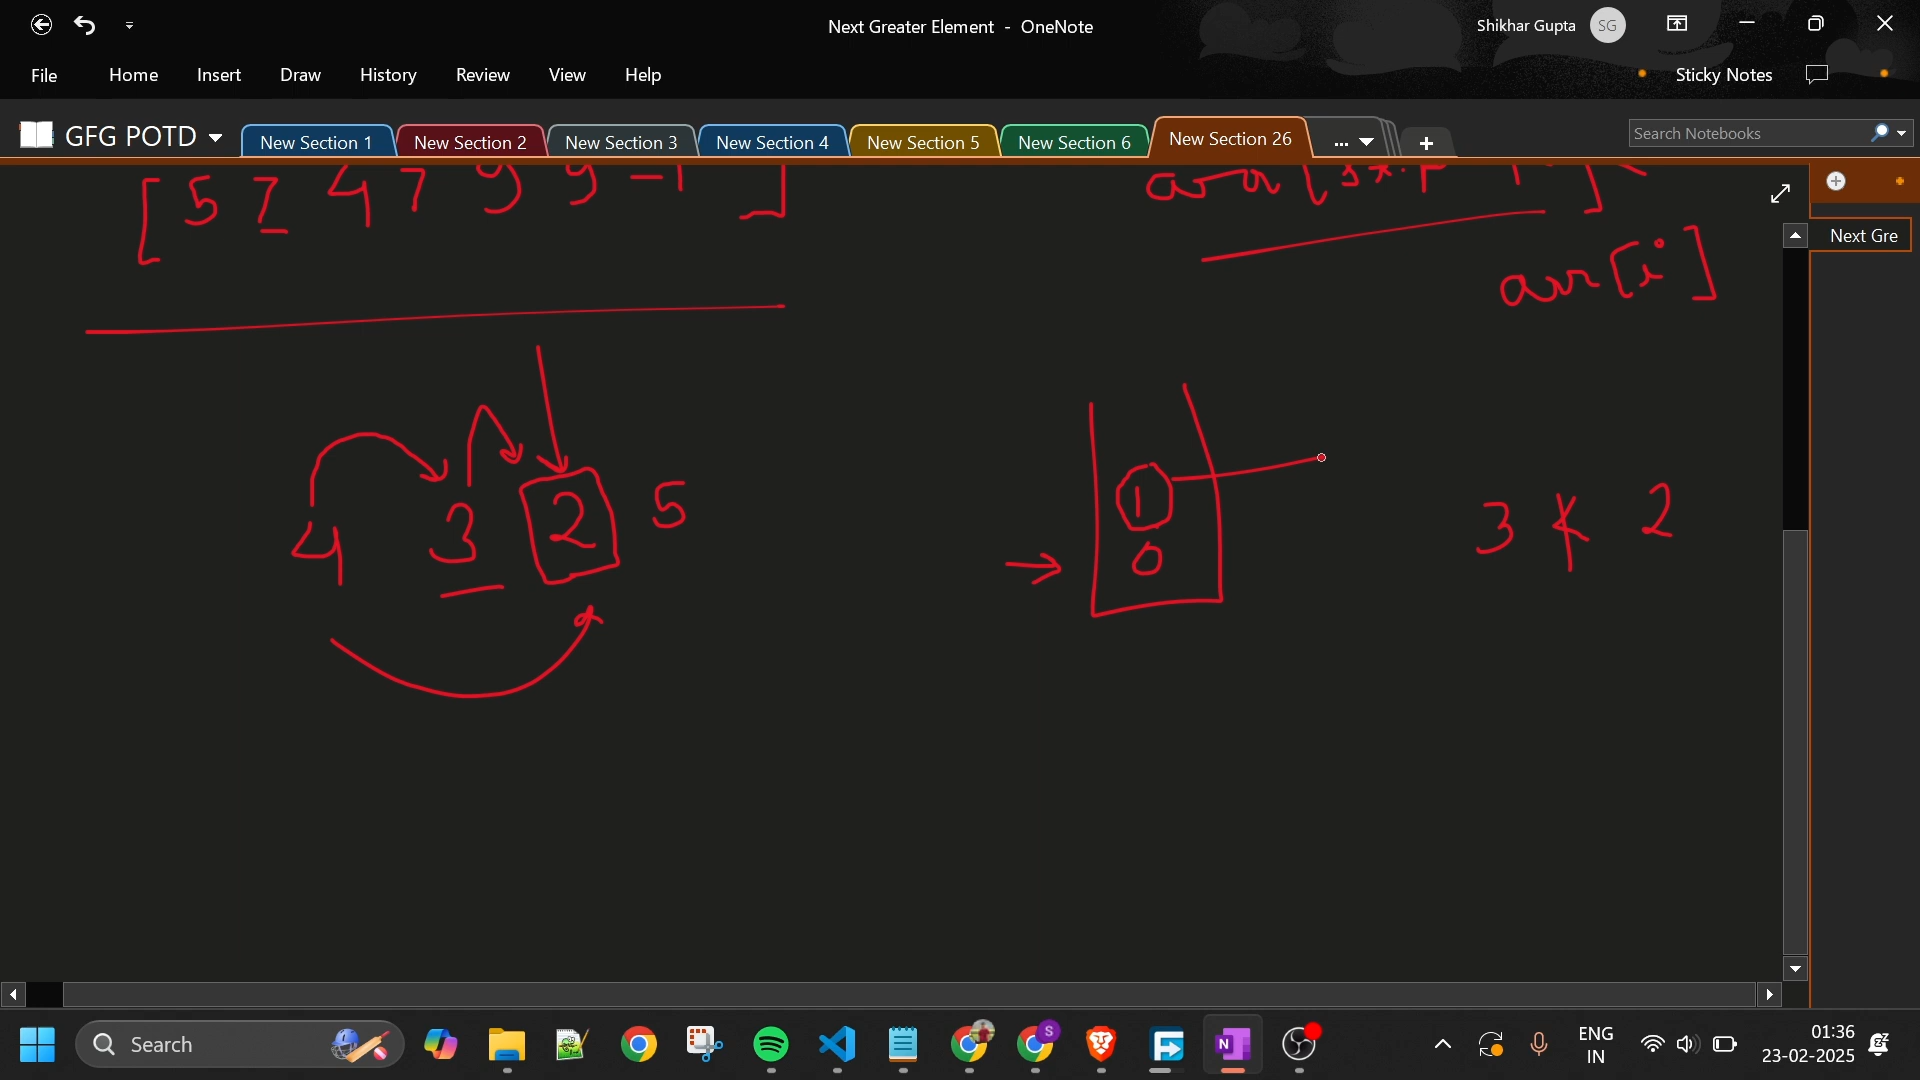 Next Greater Element - OneNote
Shikhar Gupta SG
File Home Insert Draw History Review View Help
Sticky Notes
GFG POTD New Section 1 New Section 2 New Section 3 New Section 4 New Section 5 New Section 6 New Section 26 ... +
Search Notebooks
Next Gre
[ 5 7 4 7 9 9 -1 ]
arr[i]
4 3 2 5
1
0
3 * 2
Search
ENG
IN
01:36
23-02-2025